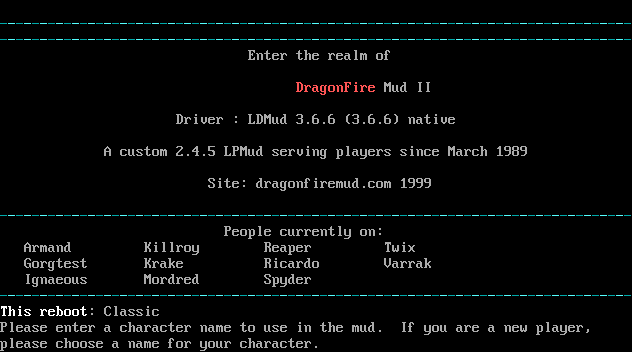 Enter the realm of
DragonFire Mud II
Driver : LDMud 3.6.6 (3.6.6) native
A custom 2.4.5 LPMud serving players since March 1989
Site: dragonfiremud.com 1999
People currently on:
Armand Killroy Reaper Twix
Gorgtest Krake Ricardo Varrak
Ignaeous Mordred Spyder
This reboot: Classic
Please enter a character name to use in the mud.  If you are a new player,
please choose a name for your character.